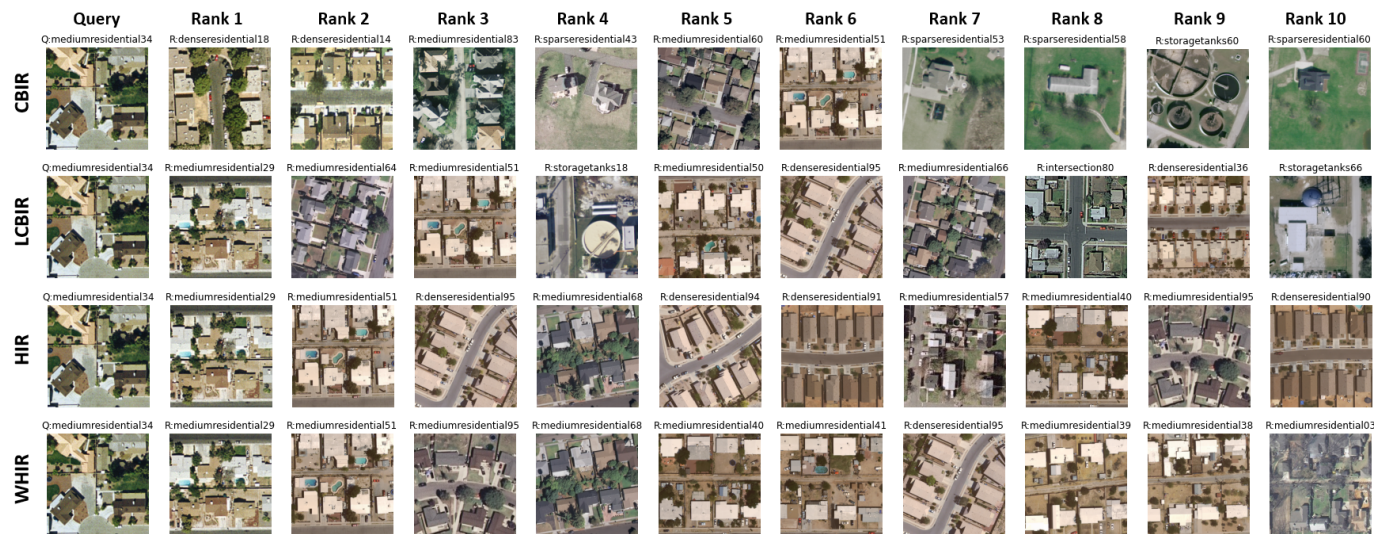 Query Rank 1 Rank 2 Rank 3 Rank 4 Rank 5 Rank 6 Rank 7 Rank 8 Rank 9 Rank 10
CBIR
Q:mediumresidential34 R:denseresidential18 R:denseresidential14 R:mediumresidential83 R:sparseresidential43 R:mediumresidential60 R:mediumresidential51 R:sparseresidential53 R:sparseresidential58 R:storagetanks60 R:sparseresidential60
LCBIR
Q:mediumresidential34 R:mediumresidential29 R:mediumresidential64 R:mediumresidential51 R:storagetanks18 R:mediumresidential50 R:denseresidential95 R:mediumresidential66 R:intersection80 R:denseresidential36 R:storagetanks66
HIR
Q:mediumresidential34 R:mediumresidential29 R:mediumresidential51 R:denseresidential95 R:mediumresidential68 R:denseresidential94 R:denseresidential91 R:mediumresidential57 R:mediumresidential40 R:mediumresidential95 R:denseresidential90
WHIR
Q:mediumresidential34 R:mediumresidential29 R:mediumresidential51 R:mediumresidential95 R:mediumresidential68 R:mediumresidential40 R:mediumresidential41 R:denseresidential95 R:mediumresidential39 R:mediumresidential38 R:mediumresidential03